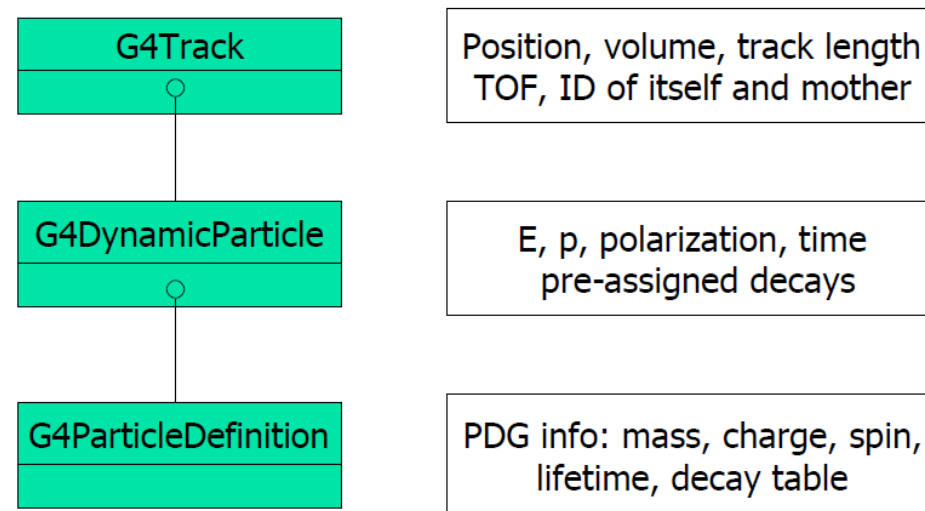 G4Track
Position, volume, track length
TOF, ID of itself and mother
G4DynamicParticle
E, p, polarization, time
pre-assigned decays
G4ParticleDefinition
PDG info: mass, charge, spin,
lifetime, decay table